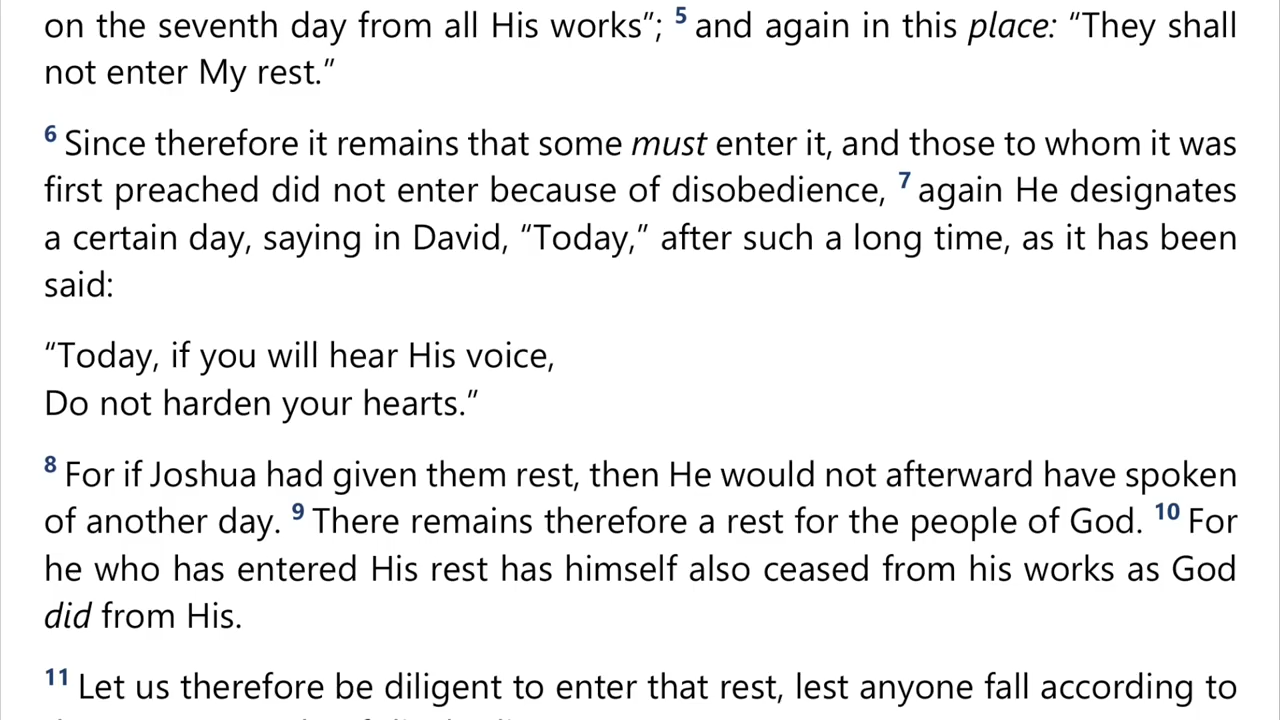 on the seventh day from all His works”; 5 and again in this place: “They shall
not enter My rest.”
6 Since therefore it remains that some must enter it, and those to whom it was
first preached did not enter because of disobedience, 7 again He designates
a certain day, saying in David, “Today,” after such a long time, as it has been
said:
“Today, if you will hear His voice,
Do not harden your hearts.”
8 For if Joshua had given them rest, then He would not afterward have spoken
of another day. 9 There remains therefore a rest for the people of God. 10 For
he who has entered His rest has himself also ceased from his works as God
did from His.
11 Let us therefore be diligent to enter that rest, lest anyone fall according to